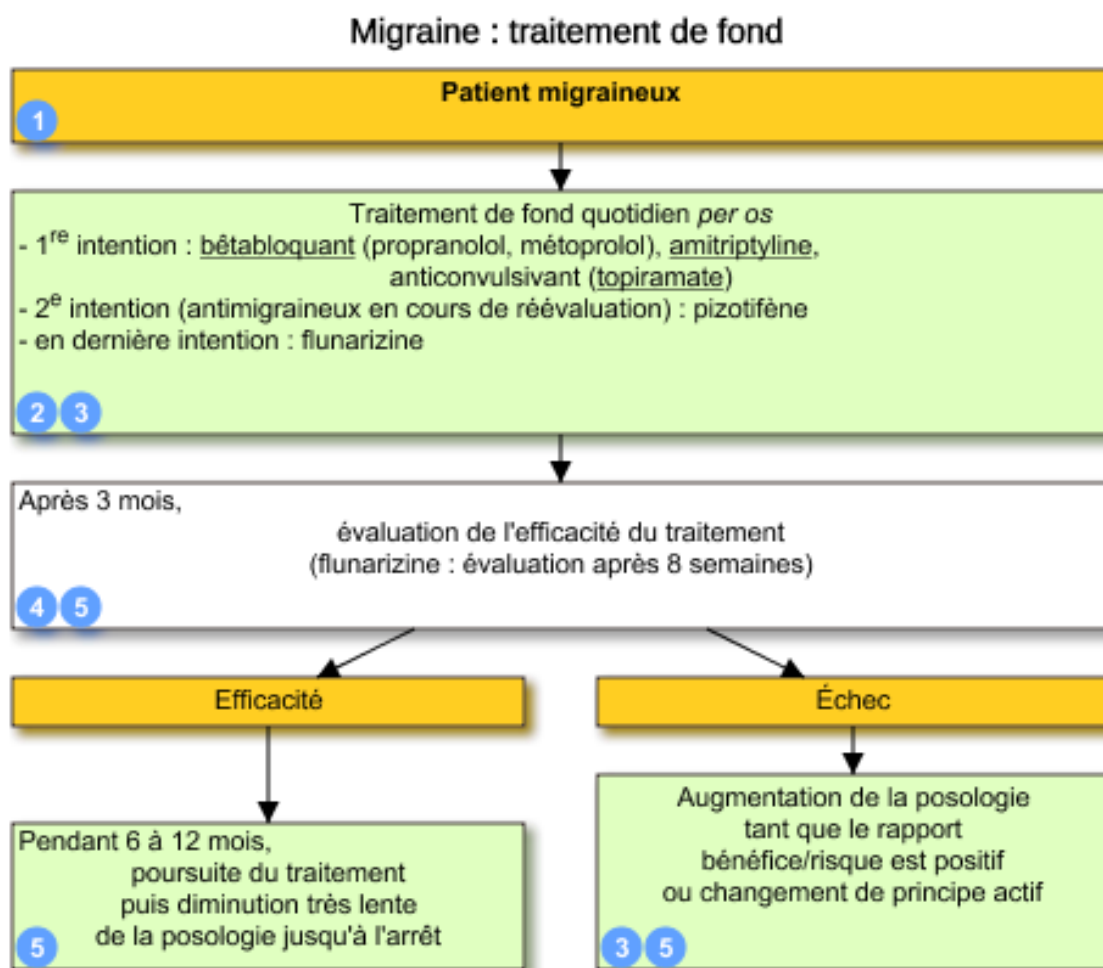 Migraine : traitement de fond
Patient migraineux
1
Traitement de fond quotidien per os
- 1re intention : bêtabloquant (propranolol, métoprolol), amitriptyline,
anticonvulsivant (topiramate)
- 2e intention (antimigraineux en cours de réévaluation) : pizotifène
- en dernière intention : flunarizine
2 3
Après 3 mois,
évaluation de l'efficacité du traitement
(flunarizine : évaluation après 8 semaines)
4 5
Efficacité
Pendant 6 à 12 mois,
poursuite du traitement
puis diminution très lente
de la posologie jusqu'à l'arrêt
5
Échec
Augmentation de la posologie
tant que le rapport
bénéfice/risque est positif
ou changement de principe actif
3 5